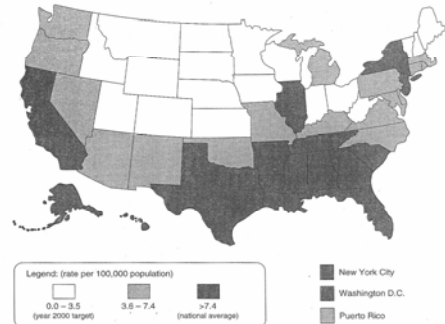 Legend: (rate per 100,000 population)
0.0 – 3.5
(year 2000 target)
3.6 – 7.4
>7.4
(national average)
New York City
Washington D.C.
Puerto Rico